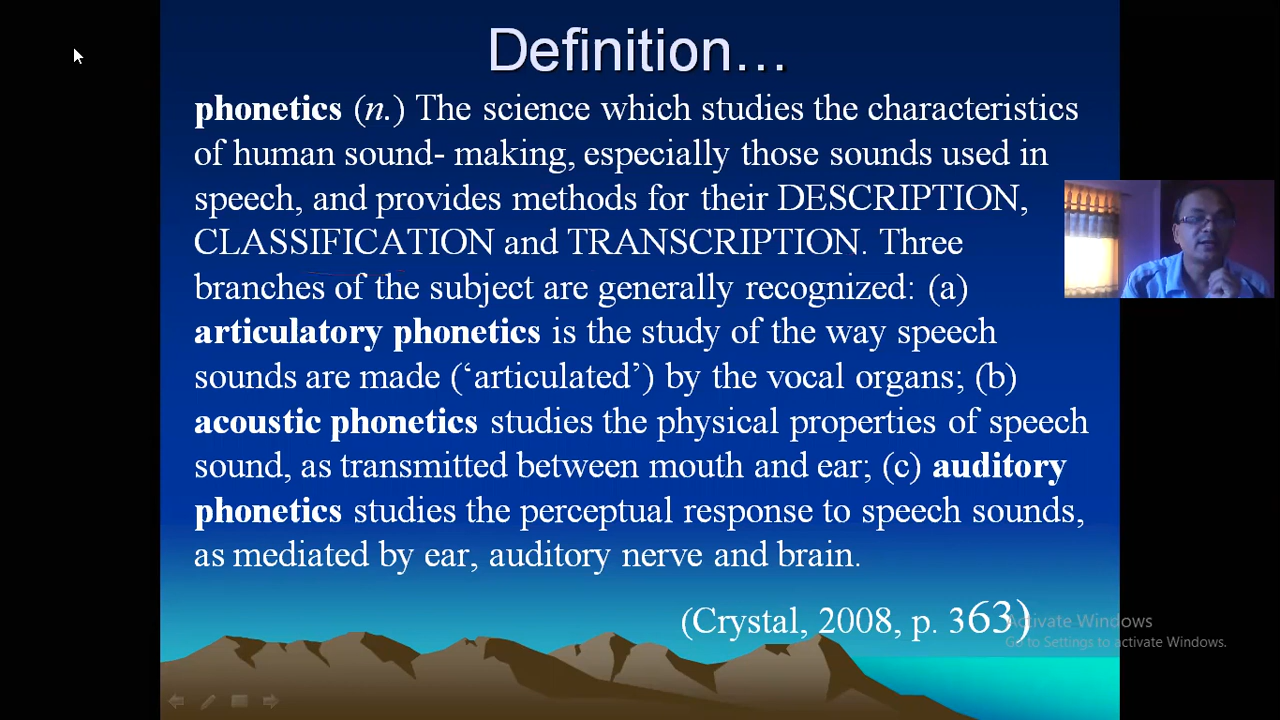 Definition…
phonetics (n.) The science which studies the characteristics
of human sound- making, especially those sounds used in
speech, and provides methods for their DESCRIPTION,
CLASSIFICATION and TRANSCRIPTION. Three
branches of the subject are generally recognized: (a)
articulatory phonetics is the study of the way speech
sounds are made (‘articulated’) by the vocal organs; (b)
acoustic phonetics studies the physical properties of speech
sound, as transmitted between mouth and ear; (c) auditory
phonetics studies the perceptual response to speech sounds,
as mediated by ear, auditory nerve and brain.
(Crystal, 2008, p. 363)
Activate Windows
Go to Settings to activate Windows.